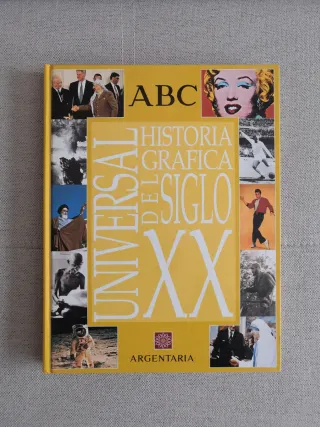 ABC
UNIVERSAL
HISTORIA
GRAFICA
DEL SIGLO
XX
ARGENTARIA